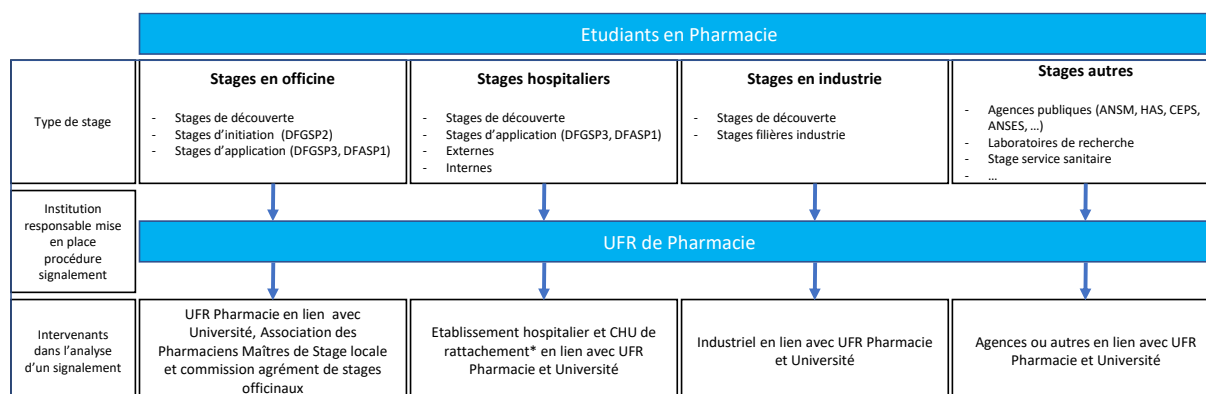 Etudiants en Pharmacie
Type de stage
Stages en officine
- Stages de découverte
- Stages d'initiation (DFGSP2)
- Stages d'application (DFGSP3, DFASP1)
Stages hospitaliers
- Stages de découverte
- Stages d'application (DFGSP3, DFASP1)
- Externes
- Internes
Stages en industrie
- Stages de découverte
- Stages filières industrie
Stages autres
- Agences publiques (ANSM, HAS, CEPS,
ANSES, …)
- Laboratoires de recherche
- Stage service sanitaire
- …
Institution
responsable mise
en place
procédure
signalement
UFR de Pharmacie
Intervenants
dans l'analyse
d'un signalement
UFR Pharmacie en lien avec
Université, Association des
Pharmaciens Maîtres de Stage locale
et commission agrément de stages
officinaux
Etablissement hospitalier et CHU de
rattachement* en lien avec UFR
Pharmacie et Université
Industriel en lien avec UFR Pharmacie
et Université
Agences ou autres en lien avec UFR
Pharmacie et Université